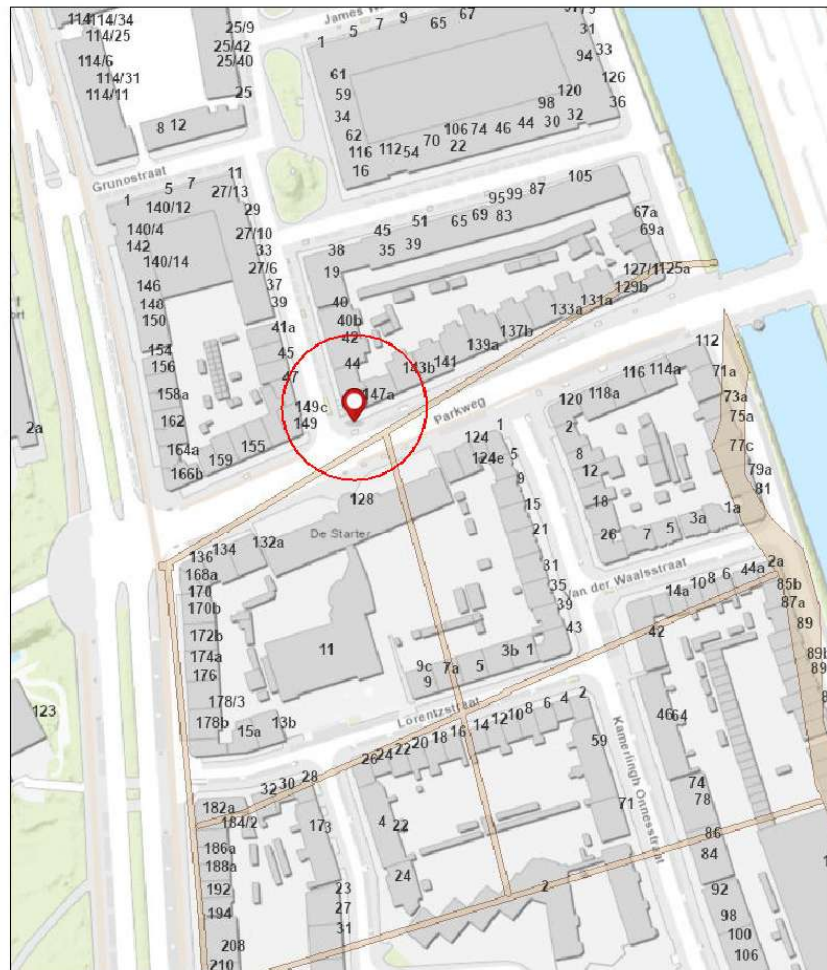 114 114/34
114/25
114/6
114/31
114/11
25/9
25/42
25/40
25
8 12
James W
1 5 7 9 65 67
31
33
94
126
36
61
59
34
62
116 112 54 70 106 74 46 44 98 120
16 22 30 32
Grunostraat
1 5 7 11
140/12 27/13
29
140/4
142
27/10
33
140/14
27/6
146
37
148
39
150
41a
154
45
156
47
158a
149c
162
149
164a
155
159
166b
2a
38 45 51 65 69 95 99 87 105
35 39 83
19
67a
69a
40
40b
42
44
127/1125a
129b
131a
133a
137b
139a
141
143b
147a
Parkweg
112
71a
114a
116
118a
120
73a
75a
2
77c
8
79a
12
81
18
1a
3a
26 7 5
1
124
5
124e
9
15
21
31
35
39
43
128
De Starter
132a
134
136
168a
170
170b
172b
174a
176
11
178/3
178b
15a
13b
9c 7a 5 3b 1
9
Van der Waalsstraat
14a 10 8 6 44a 2a
85b
87a
89
89b
42
46 64
74
78
86
84
92
98
100
106
Lorentzstraat
26 24 22 20 18 16 14 12 10 8 6 4 2
59
71
Kamerlingh Onnesstraat
123
32 30 28
182a
184/2
173
186a
188a
192
194
208
210
4 22
24
23
27
31
2